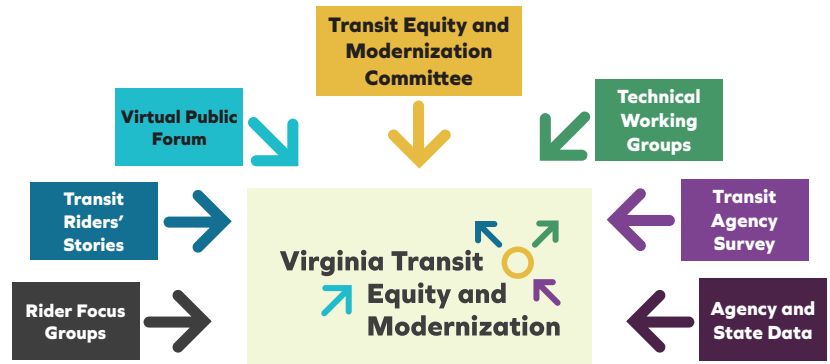 Transit Equity and
Modernization
Committee
Virtual Public
Forum
Technical
Working
Groups
Transit
Riders'
Stories
Transit
Agency
Survey
Rider Focus
Groups
Agency and
State Data
Virginia Transit
Equity and
Modernization